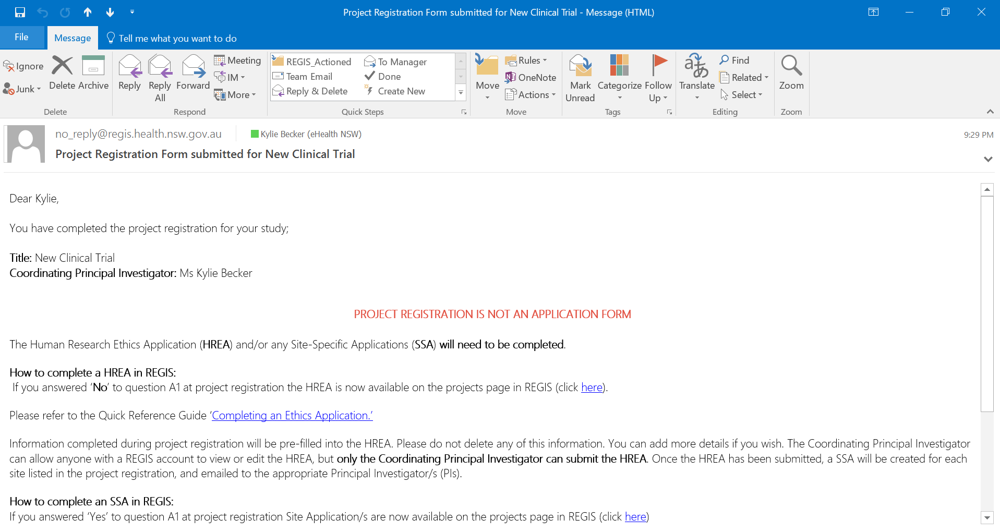 Project Registration Form submitted for New Clinical Trial - Message (HTML)
File
Message
Tell me what you want to do
Ignore
Junk
Delete
Archive
Delete
Reply
Reply All
Forward
Meeting
IM
More
Respond
REGIS_Actioned
Team Email
Reply & Delete
To Manager
Done
Create New
Quick Steps
Move
Rules
OneNote
Actions
Move
Mark Unread
Categorize
Follow Up
Tags
Translate
Find
Related
Select
Editing
Zoom
Zoom
no_reply@regis.health.nsw.gov.au
Kylie Becker (eHealth NSW)
9:29 PM
Project Registration Form submitted for New Clinical Trial
Dear Kylie,
You have completed the project registration for your study;
Title: New Clinical Trial
Coordinating Principal Investigator: Ms Kylie Becker
PROJECT REGISTRATION IS NOT AN APPLICATION FORM
The Human Research Ethics Application (HREA) and/or any Site-Specific Applications (SSA) will need to be completed.
How to complete a HREA in REGIS:
If you answered ‘No’ to question A1 at project registration the HREA is now available on the projects page in REGIS (click here).
Please refer to the Quick Reference Guide ‘Completing an Ethics Application.’
Information completed during project registration will be pre-filled into the HREA. Please do not delete any of this information. You can add more details if you wish. The Coordinating Principal Investigator
can allow anyone with a REGIS account to view or edit the HREA, but only the Coordinating Principal Investigator can submit the HREA. Once the HREA has been submitted, a SSA will be created for each
site listed in the project registration, and emailed to the appropriate Principal Investigator/s (PIs).
How to complete an SSA in REGIS:
If you answered ‘Yes’ to question A1 at project registration Site Application/s are now available on the projects page in REGIS (click here)